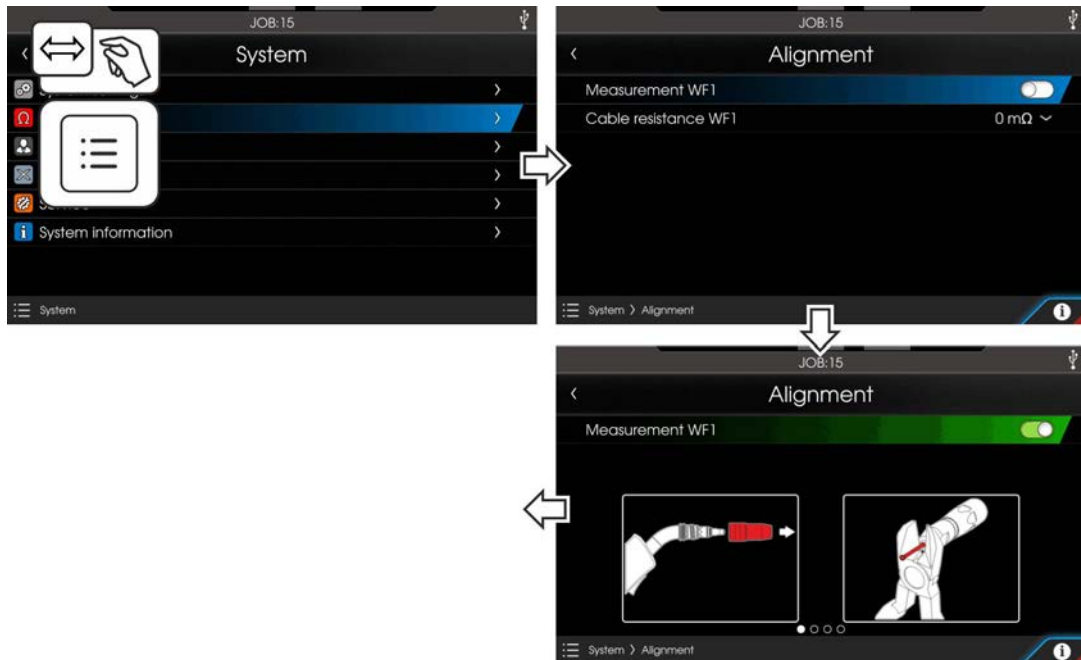 JOB:15
System
System information
System
JOB:15
Alignment
Measurement WF1
Cable resistance WF1 0 mΩ
System > Alignment
JOB:15
Alignment
Measurement WF1
System > Alignment